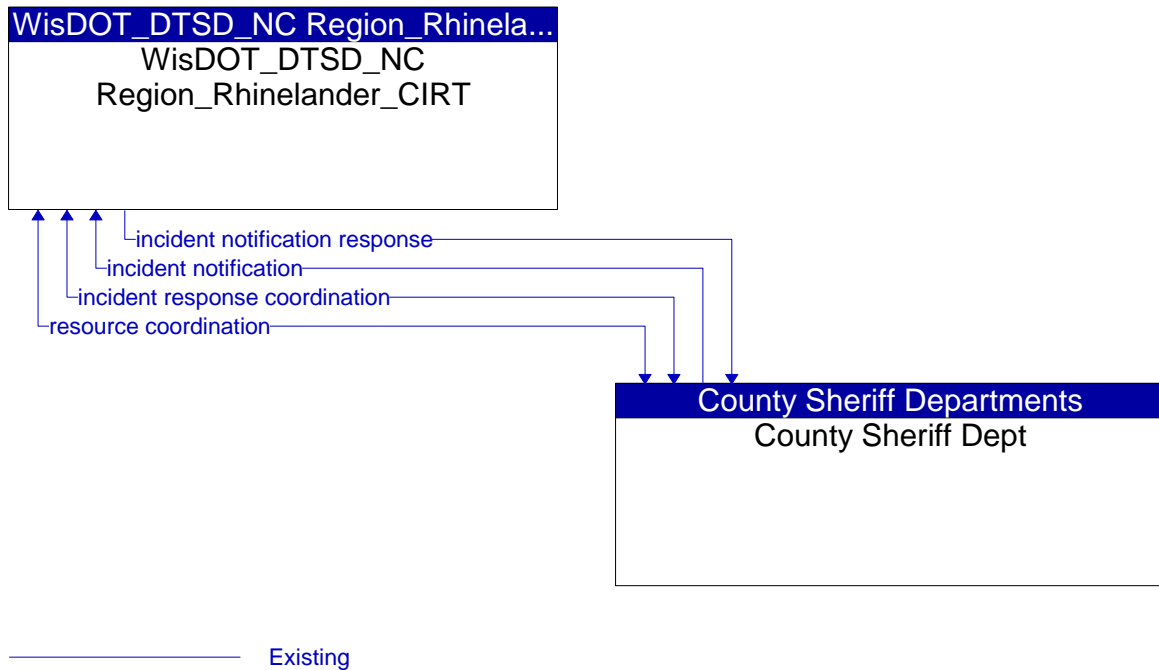 WisDOT_DTSD_NC Region_Rhinela...
WisDOT_DTSD_NC
Region_Rhinelander_CIRT
incident notification response
incident notification
incident response coordination
resource coordination
County Sheriff Departments
County Sheriff Dept
Existing